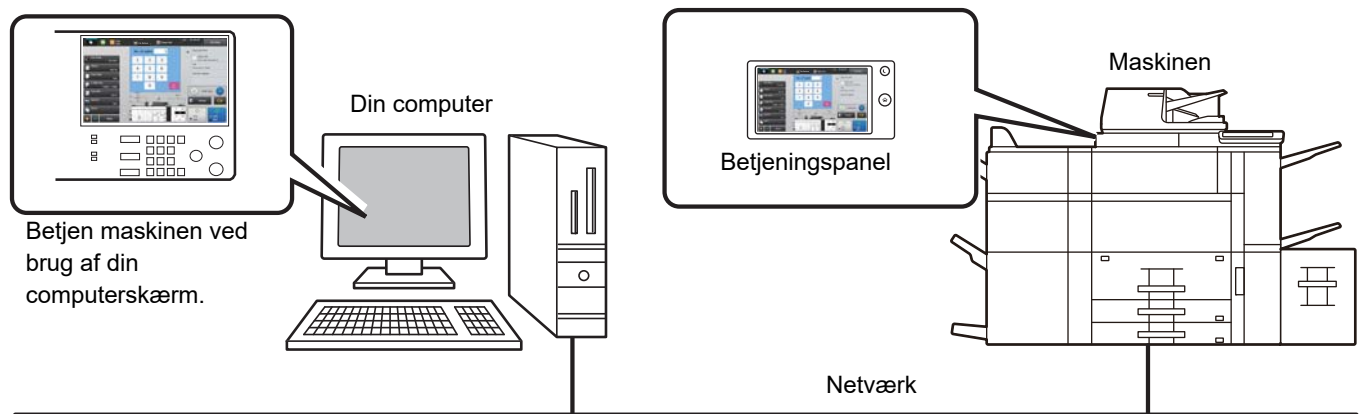 Din computer
Betjen maskinen ved
brug af din
computerskærm.
Betjeningspanel
Maskinen
Netværk